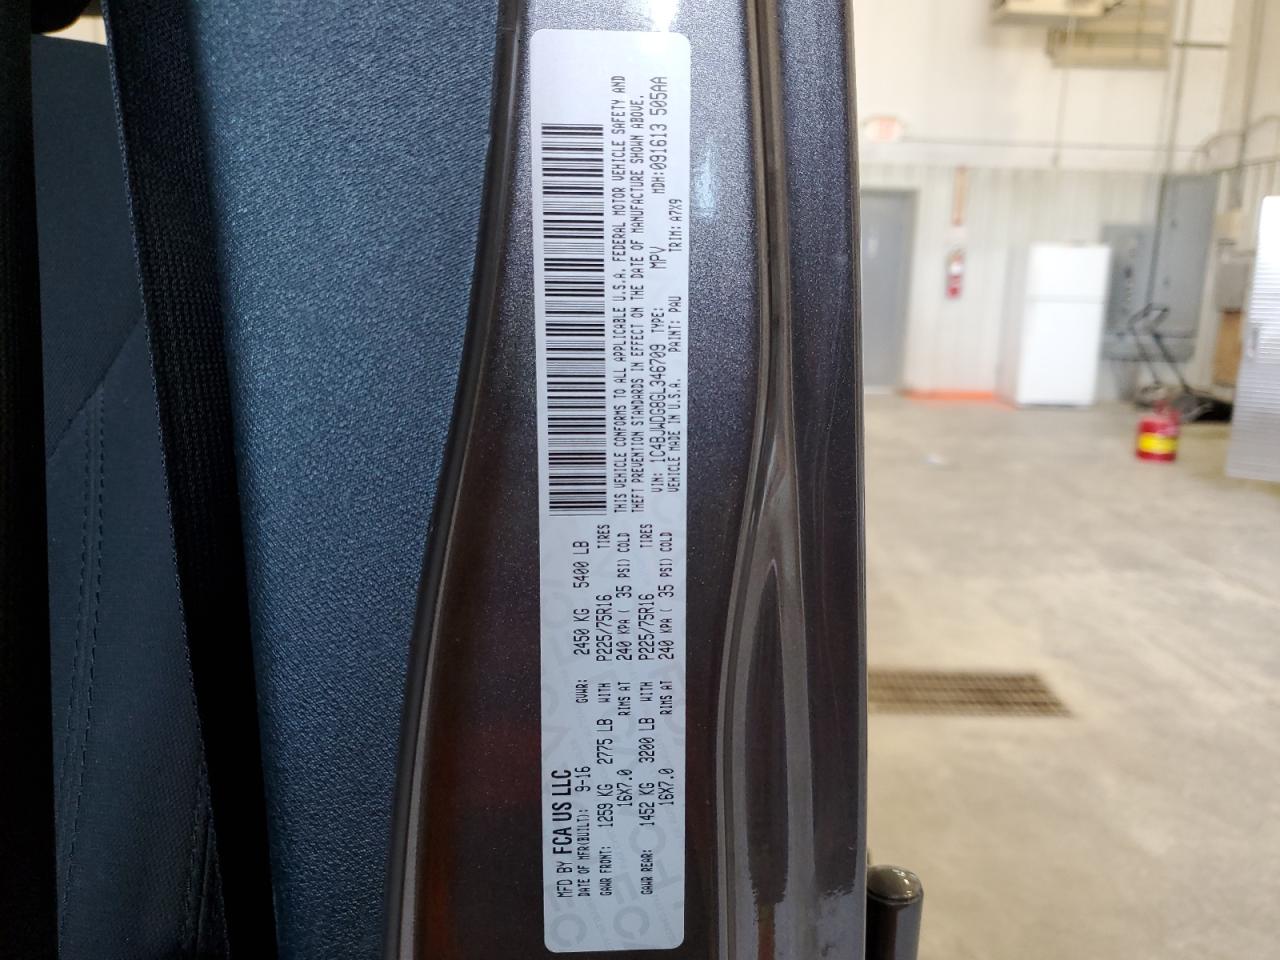 MFD BY FCA US LLC
DATE OF MFR(BUILT): 9-16 GVWR: 2450 KG 5400 LB
GAWR FRONT: 1259 KG 2775 LB WITH P225/75R16 TIRES
16X7.0 RIMS AT 240 KPA ( 35 PSI) COLD
GAWR REAR: 1452 KG 3200 LB WITH P225/75R16 TIRES
16X7.0 RIMS AT 240 KPA ( 35 PSI) COLD
THIS VEHICLE CONFORMS TO ALL APPLICABLE U.S.A. FEDERAL MOTOR VEHICLE SAFETY AND
THEFT PREVENTION STANDARDS IN EFFECT ON THE DATE OF MANUFACTURE SHOWN ABOVE.
VIN: 1C4BJWDG8GL346709 TYPE: MPV MDH:091613 505AA
VEHICLE MADE IN U.S.A. PAINT: PAU TRIM: A7X9